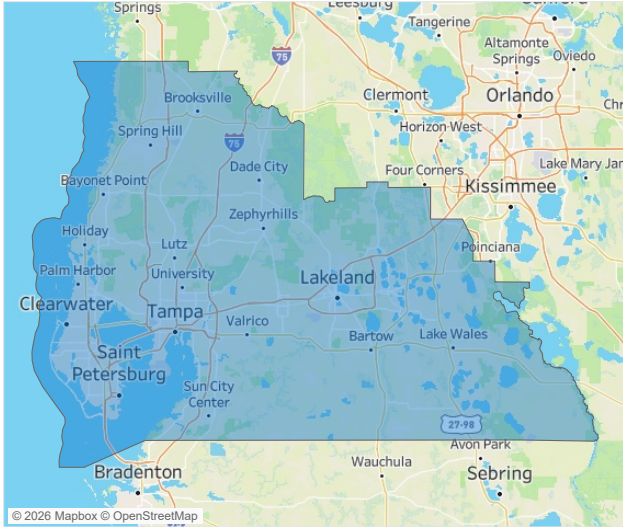 Springs
Leesburg
Tangerine
Sanford
Altamonte
Springs
Oviedo
75
Clermont
Orlando
Brooksville
Horizon West
Spring Hill
75
Dade City
Four Corners
Lake Mary Jan
Bayonet Point
Kissimmee
Zephyrhills
Holiday
Lutz
Poinciana
Palm Harbor
University
Lakeland
Clearwater
Tampa
Valrico
Bartow
Lake Wales
Saint
Petersburg
Sun City
Center
27-98
Avon Park
Bradenton
Wauchula
Sebring
© 2026 Mapbox © OpenStreetMap